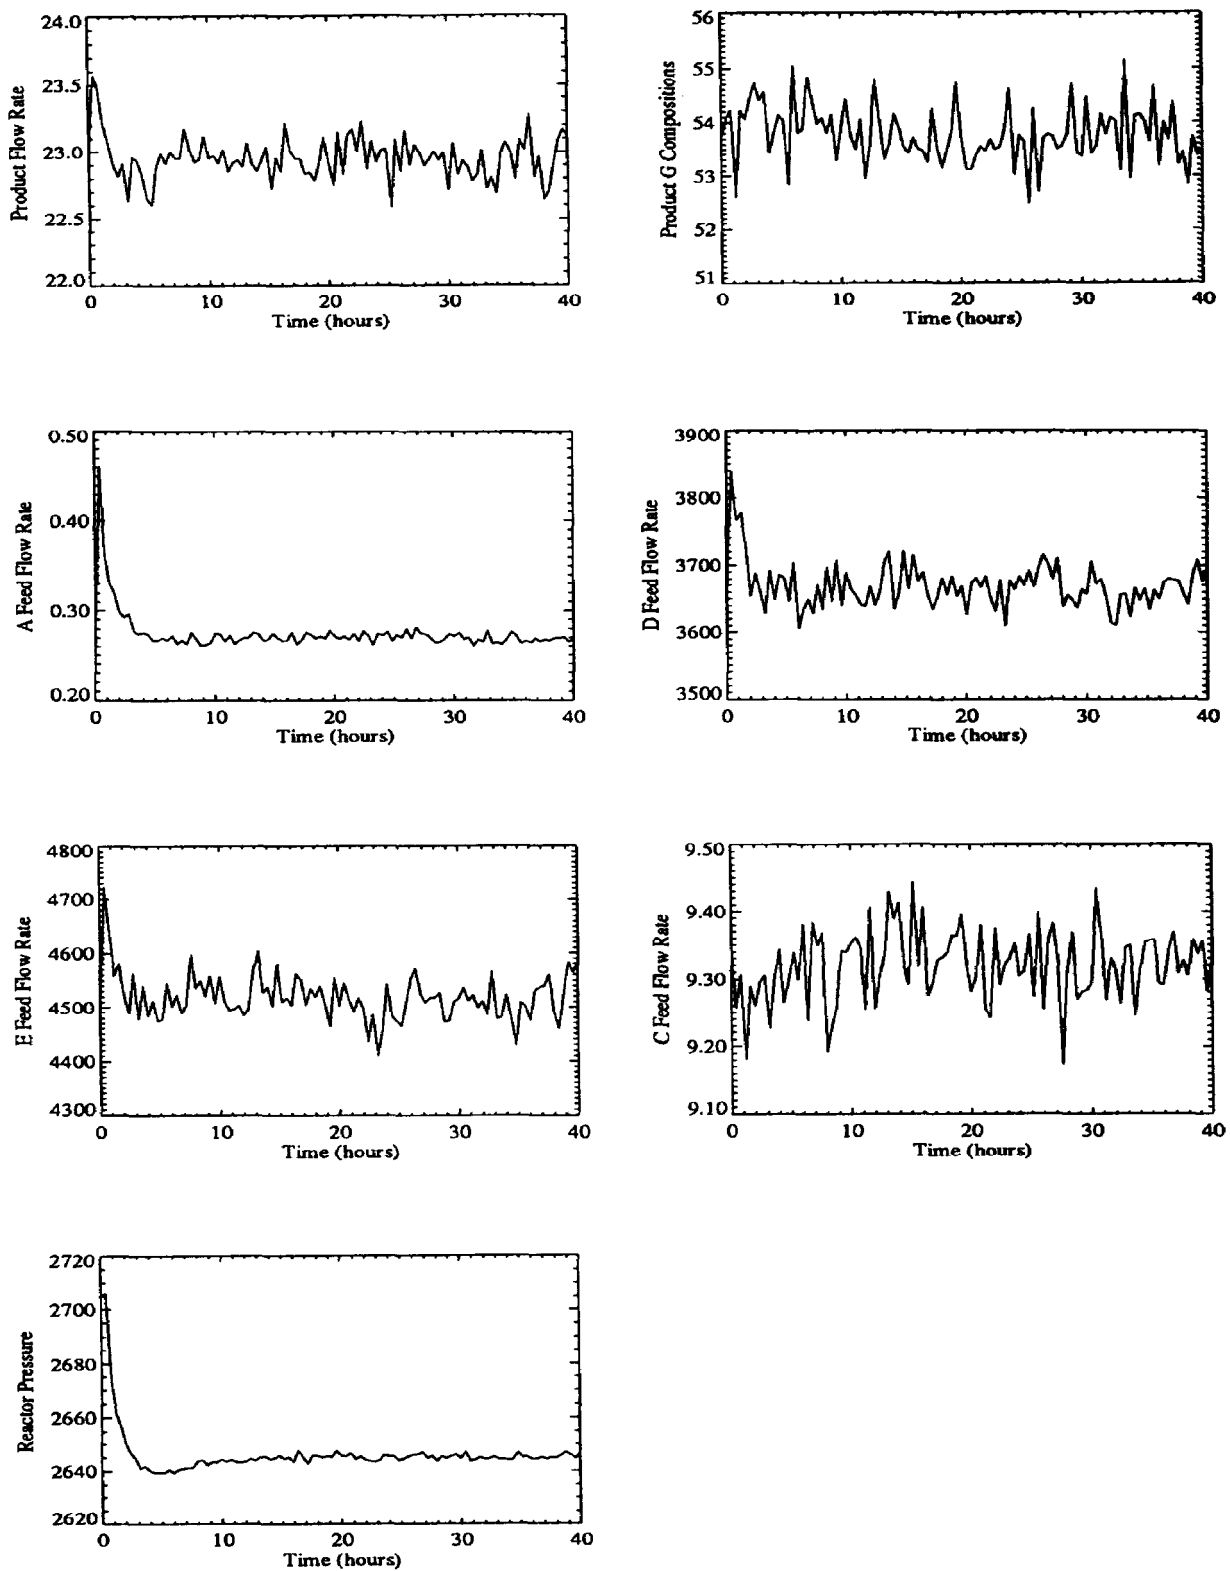 24.0
23.5
23.0
22.5
22.0
Product Flow Rate
0 10 20 30 40
Time (hours)
56
55
54
53
52
51
Product G Compositions
0 10 20 30 40
Time (hours)
0.50
0.40
0.30
0.20
A Feed Flow Rate
0 10 20 30 40
Time (hours)
3900
3800
3700
3600
3500
D Feed Flow Rate
0 10 20 30 40
Time (hours)
4800
4700
4600
4500
4400
4300
E Feed Flow Rate
0 10 20 30 40
Time (hours)
9.50
9.40
9.30
9.20
9.10
C Feed Flow Rate
0 10 20 30 40
Time (hours)
2720
2700
2680
2660
2640
2620
Reactor Pressure
0 10 20 30 40
Time (hours)